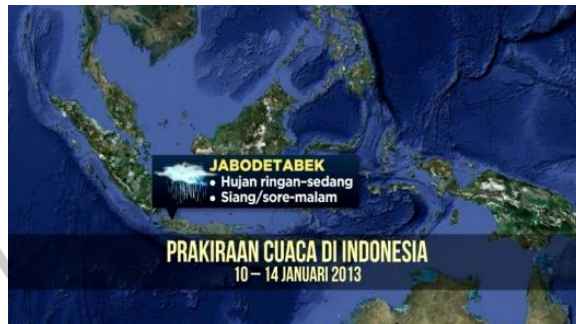 JABODETABEK
• Hujan ringan-sedang
• Siang/sore-malam
PRAKIRAAN CUACA DI INDONESIA
10 – 14 JANUARI 2013